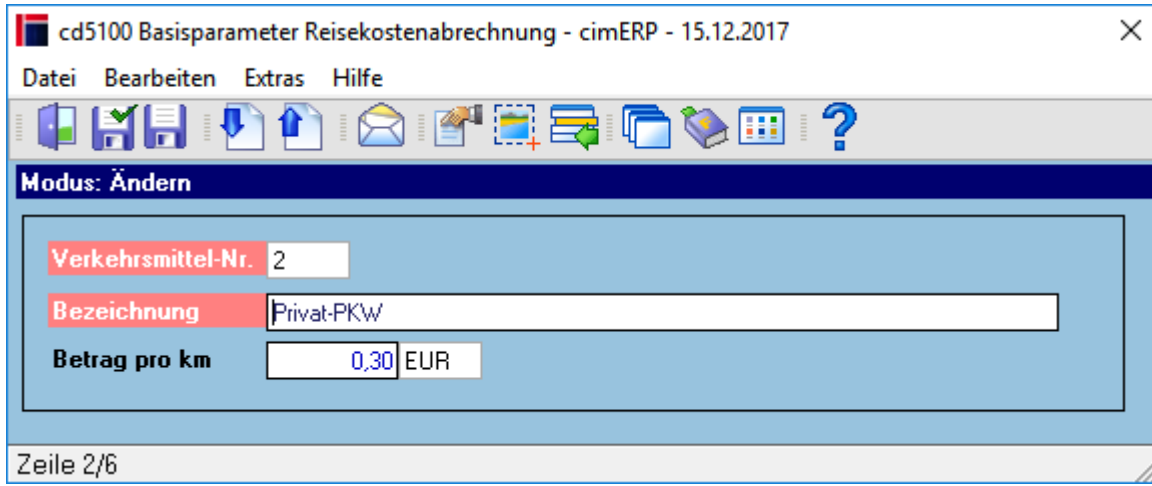 cd5100 Basisparameter Reisekostenabrechnung - cimERP - 15.12.2017
Datei Bearbeiten Extras Hilfe
Modus: Ändern
Verkehrsmittel-Nr. 2
Bezeichnung Privat-PKW
Betrag pro km 0,30 EUR
Zeile 2/6